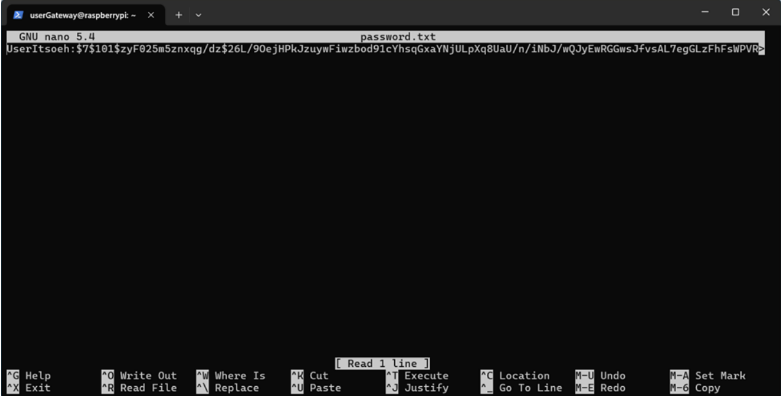 userGateway@raspberrypi: ~
GNU nano 5.4 password.txt
UserItsoeh:$7$101$zyF025m5znxqg/dz$26L/9OejHPkJzuywFiwzbod91cYhsqGxaYNjULpXq8UaU/n/iNbJ/wQJyEwRGGwsJfvsAL7egGLzFhFsWPVR>
[ Read 1 line ]
^G Help ^O Write Out ^W Where Is ^K Cut ^T Execute ^C Location M-U Undo M-A Set Mark
^X Exit ^R Read File ^\ Replace ^U Paste ^J Justify ^_ Go To Line M-E Redo M-6 Copy